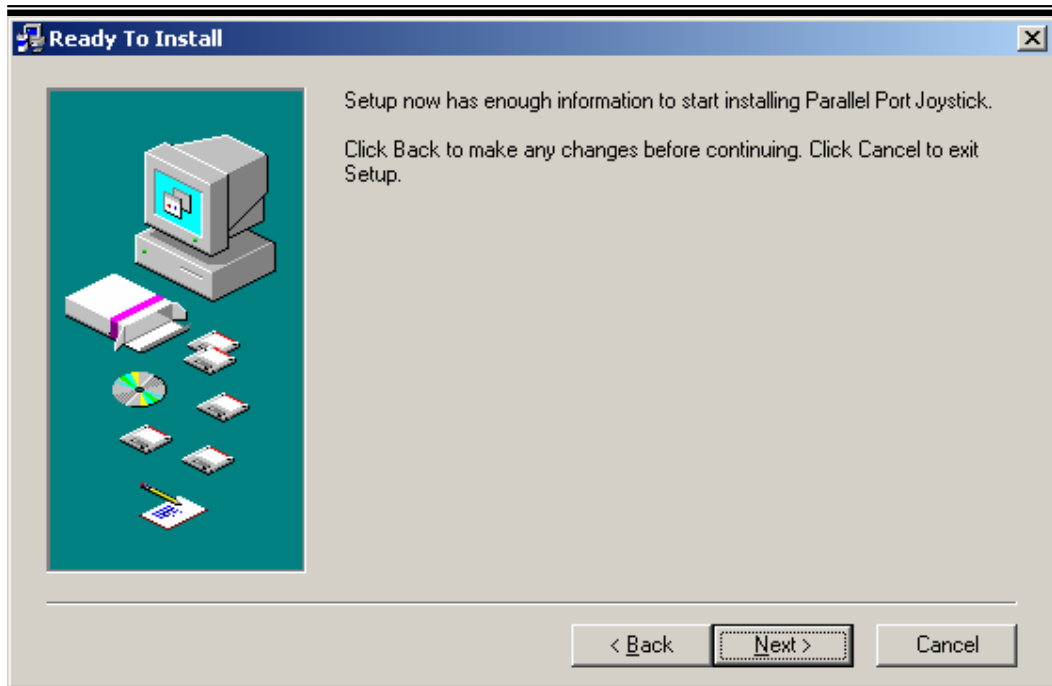 Ready To Install
Setup now has enough information to start installing Parallel Port Joystick.
Click Back to make any changes before continuing. Click Cancel to exit
Setup.
< Back
Next >
Cancel